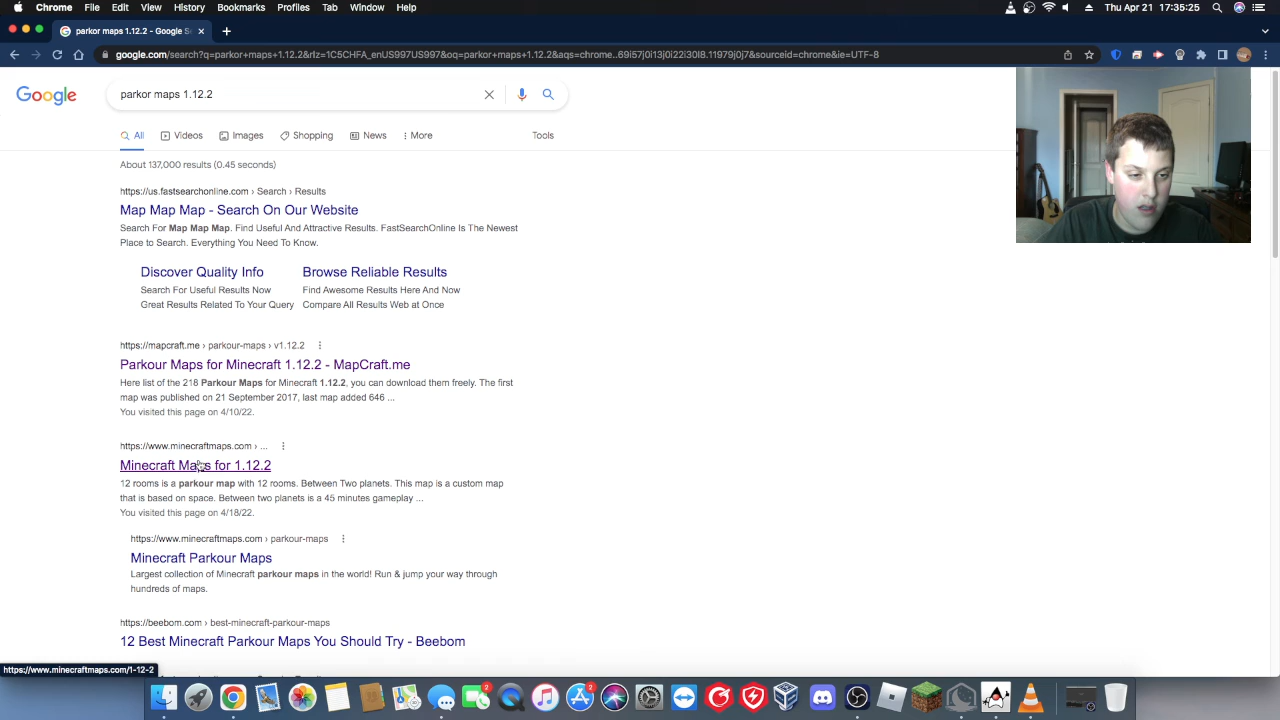 Chrome File Edit View History Bookmarks Profiles Tab Window Help
Thu Apr 21 17:35:25
parkor maps 1.12.2 - Google Se
google.com/search?q=parkor+maps+1.12.2&rlz=1C5CHFA_enUS997US997&oq=parkor+maps+1.12.2&aqs=chrome..69i57j0i13j0i22i30l8.11979j0j7&sourceid=chrome&ie=UTF-8
Google
parkor maps 1.12.2
All Videos Images Shopping News More Tools
About 137,000 results (0.45 seconds)
https://us.fastsearchonline.com › Search › Results
Map Map Map - Search On Our Website
Search For Map Map Map. Find Useful And Attractive Results. FastSearchOnline Is The Newest
Place to Search. Everything You Need To Know.
Discover Quality Info Browse Reliable Results
Search For Useful Results Now Find Awesome Results Here And Now
Great Results Related To Your Query Compare All Results Web at Once
https://mapcraft.me › parkour-maps › v1.12.2
Parkour Maps for Minecraft 1.12.2 - MapCraft.me
Here list of the 218 Parkour Maps for Minecraft 1.12.2, you can download them freely. The first
map was published on 21 September 2017, last map added 646 ...
You visited this page on 4/10/22.
https://www.minecraftmaps.com › ...
Minecraft Maps for 1.12.2
12 rooms is a parkour map with 12 rooms. Between Two planets. This map is a custom map
that is based on space. Between two planets is a 45 minutes gameplay ...
You visited this page on 4/18/22.
https://www.minecraftmaps.com › parkour-maps
Minecraft Parkour Maps
Largest collection of Minecraft parkour maps in the world! Run & jump your way through
hundreds of maps.
https://beebom.com › best-minecraft-parkour-maps
12 Best Minecraft Parkour Maps You Should Try - Beebom
https://www.minecraftmaps.com/1-12-2
2 2